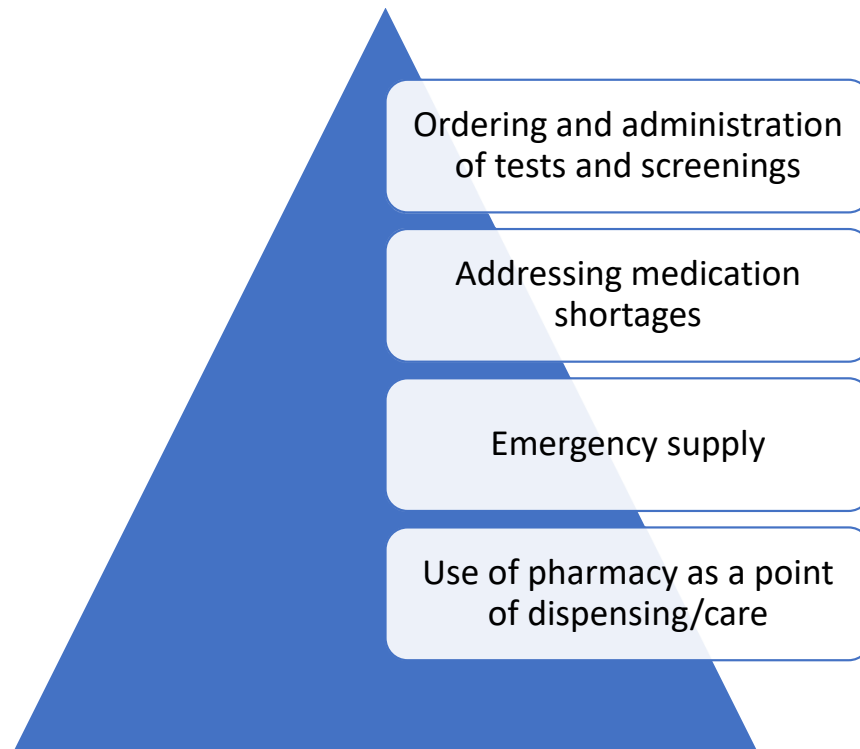 Ordering and administration
of tests and screenings
Addressing medication
shortages
Emergency supply
Use of pharmacy as a point
of dispensing/care